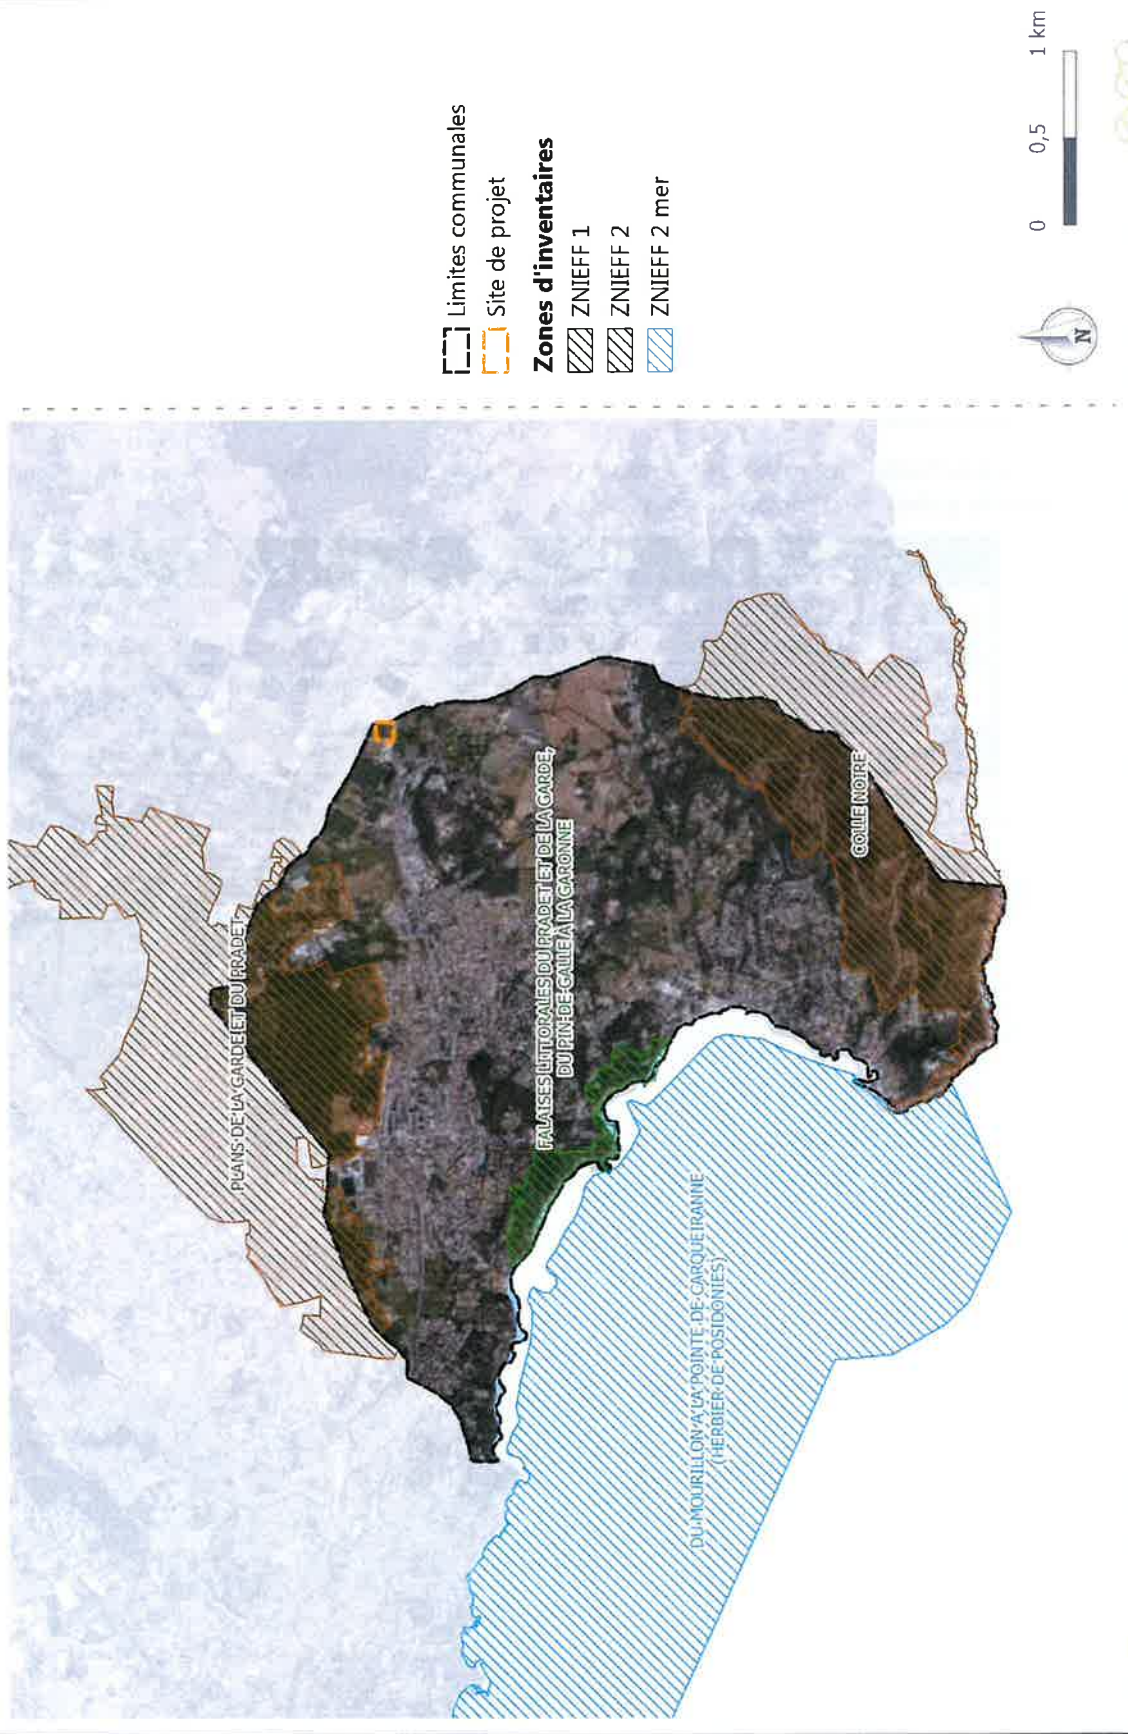 PLANS-DE-LA-GARDE-ET-DU-PRADET
FALAISES LITTORALES DU PRADET ET DE LA GARDE,
DU PIN-DE-GALLE À LA GARONNE
COLLE NOIRE
DU-MOURILLON-A-LA-POINTE-DE-CARQUEIRANNE
(HERBIER-DE-POSIDONIES)
Limites communales
Site de projet
Zones d'inventaires
ZNIEFF 1
ZNIEFF 2
ZNIEFF 2 mer
N
0 0,5 1 km